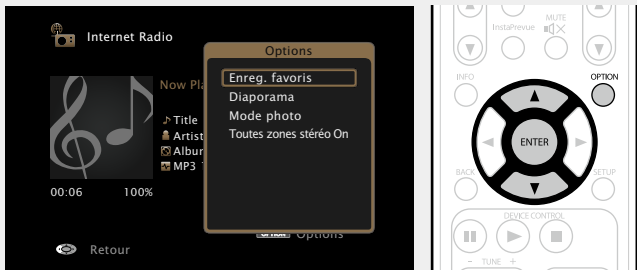 Internet Radio
Options
Now Pla
Enreg. favoris
Diaporama
Mode photo
Toutes zones stéréo On
Title
Artist
Album
MP3
00:06 100%
Options
Retour
InstaPrevue
MUTE
INFO
OPTION
ENTER
BACK
SETUP
DEVICE CONTROL
- TUNE +